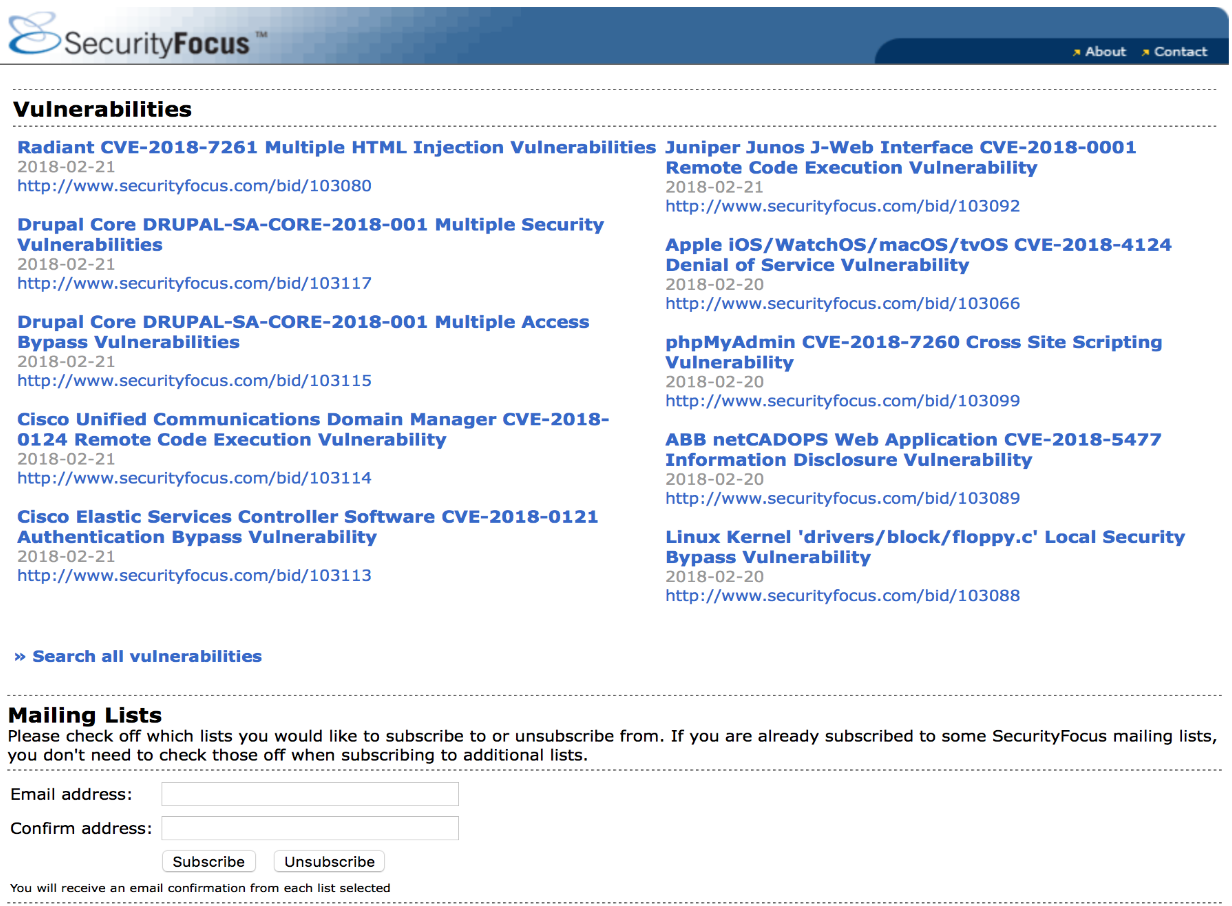 SecurityFocus™
About Contact
Vulnerabilities
Radiant CVE-2018-7261 Multiple HTML Injection Vulnerabilities
2018-02-21
http://www.securityfocus.com/bid/103080
Drupal Core DRUPAL-SA-CORE-2018-001 Multiple Security
Vulnerabilities
2018-02-21
http://www.securityfocus.com/bid/103117
Drupal Core DRUPAL-SA-CORE-2018-001 Multiple Access
Bypass Vulnerabilities
2018-02-21
http://www.securityfocus.com/bid/103115
Cisco Unified Communications Domain Manager CVE-2018-
0124 Remote Code Execution Vulnerability
2018-02-21
http://www.securityfocus.com/bid/103114
Cisco Elastic Services Controller Software CVE-2018-0121
Authentication Bypass Vulnerability
2018-02-21
http://www.securityfocus.com/bid/103113
Juniper Junos J-Web Interface CVE-2018-0001
Remote Code Execution Vulnerability
2018-02-21
http://www.securityfocus.com/bid/103092
Apple iOS/WatchOS/macOS/tvOS CVE-2018-4124
Denial of Service Vulnerability
2018-02-20
http://www.securityfocus.com/bid/103066
phpMyAdmin CVE-2018-7260 Cross Site Scripting
Vulnerability
2018-02-20
http://www.securityfocus.com/bid/103099
ABB netCADOPS Web Application CVE-2018-5477
Information Disclosure Vulnerability
2018-02-20
http://www.securityfocus.com/bid/103089
Linux Kernel 'drivers/block/floppy.c' Local Security
Bypass Vulnerability
2018-02-20
http://www.securityfocus.com/bid/103088
» Search all vulnerabilities
Mailing Lists
Please check off which lists you would like to subscribe to or unsubscribe from. If you are already subscribed to some SecurityFocus mailing lists,
you don't need to check those off when subscribing to additional lists.
Email address:
Confirm address:
Subscribe Unsubscribe
You will receive an email confirmation from each list selected